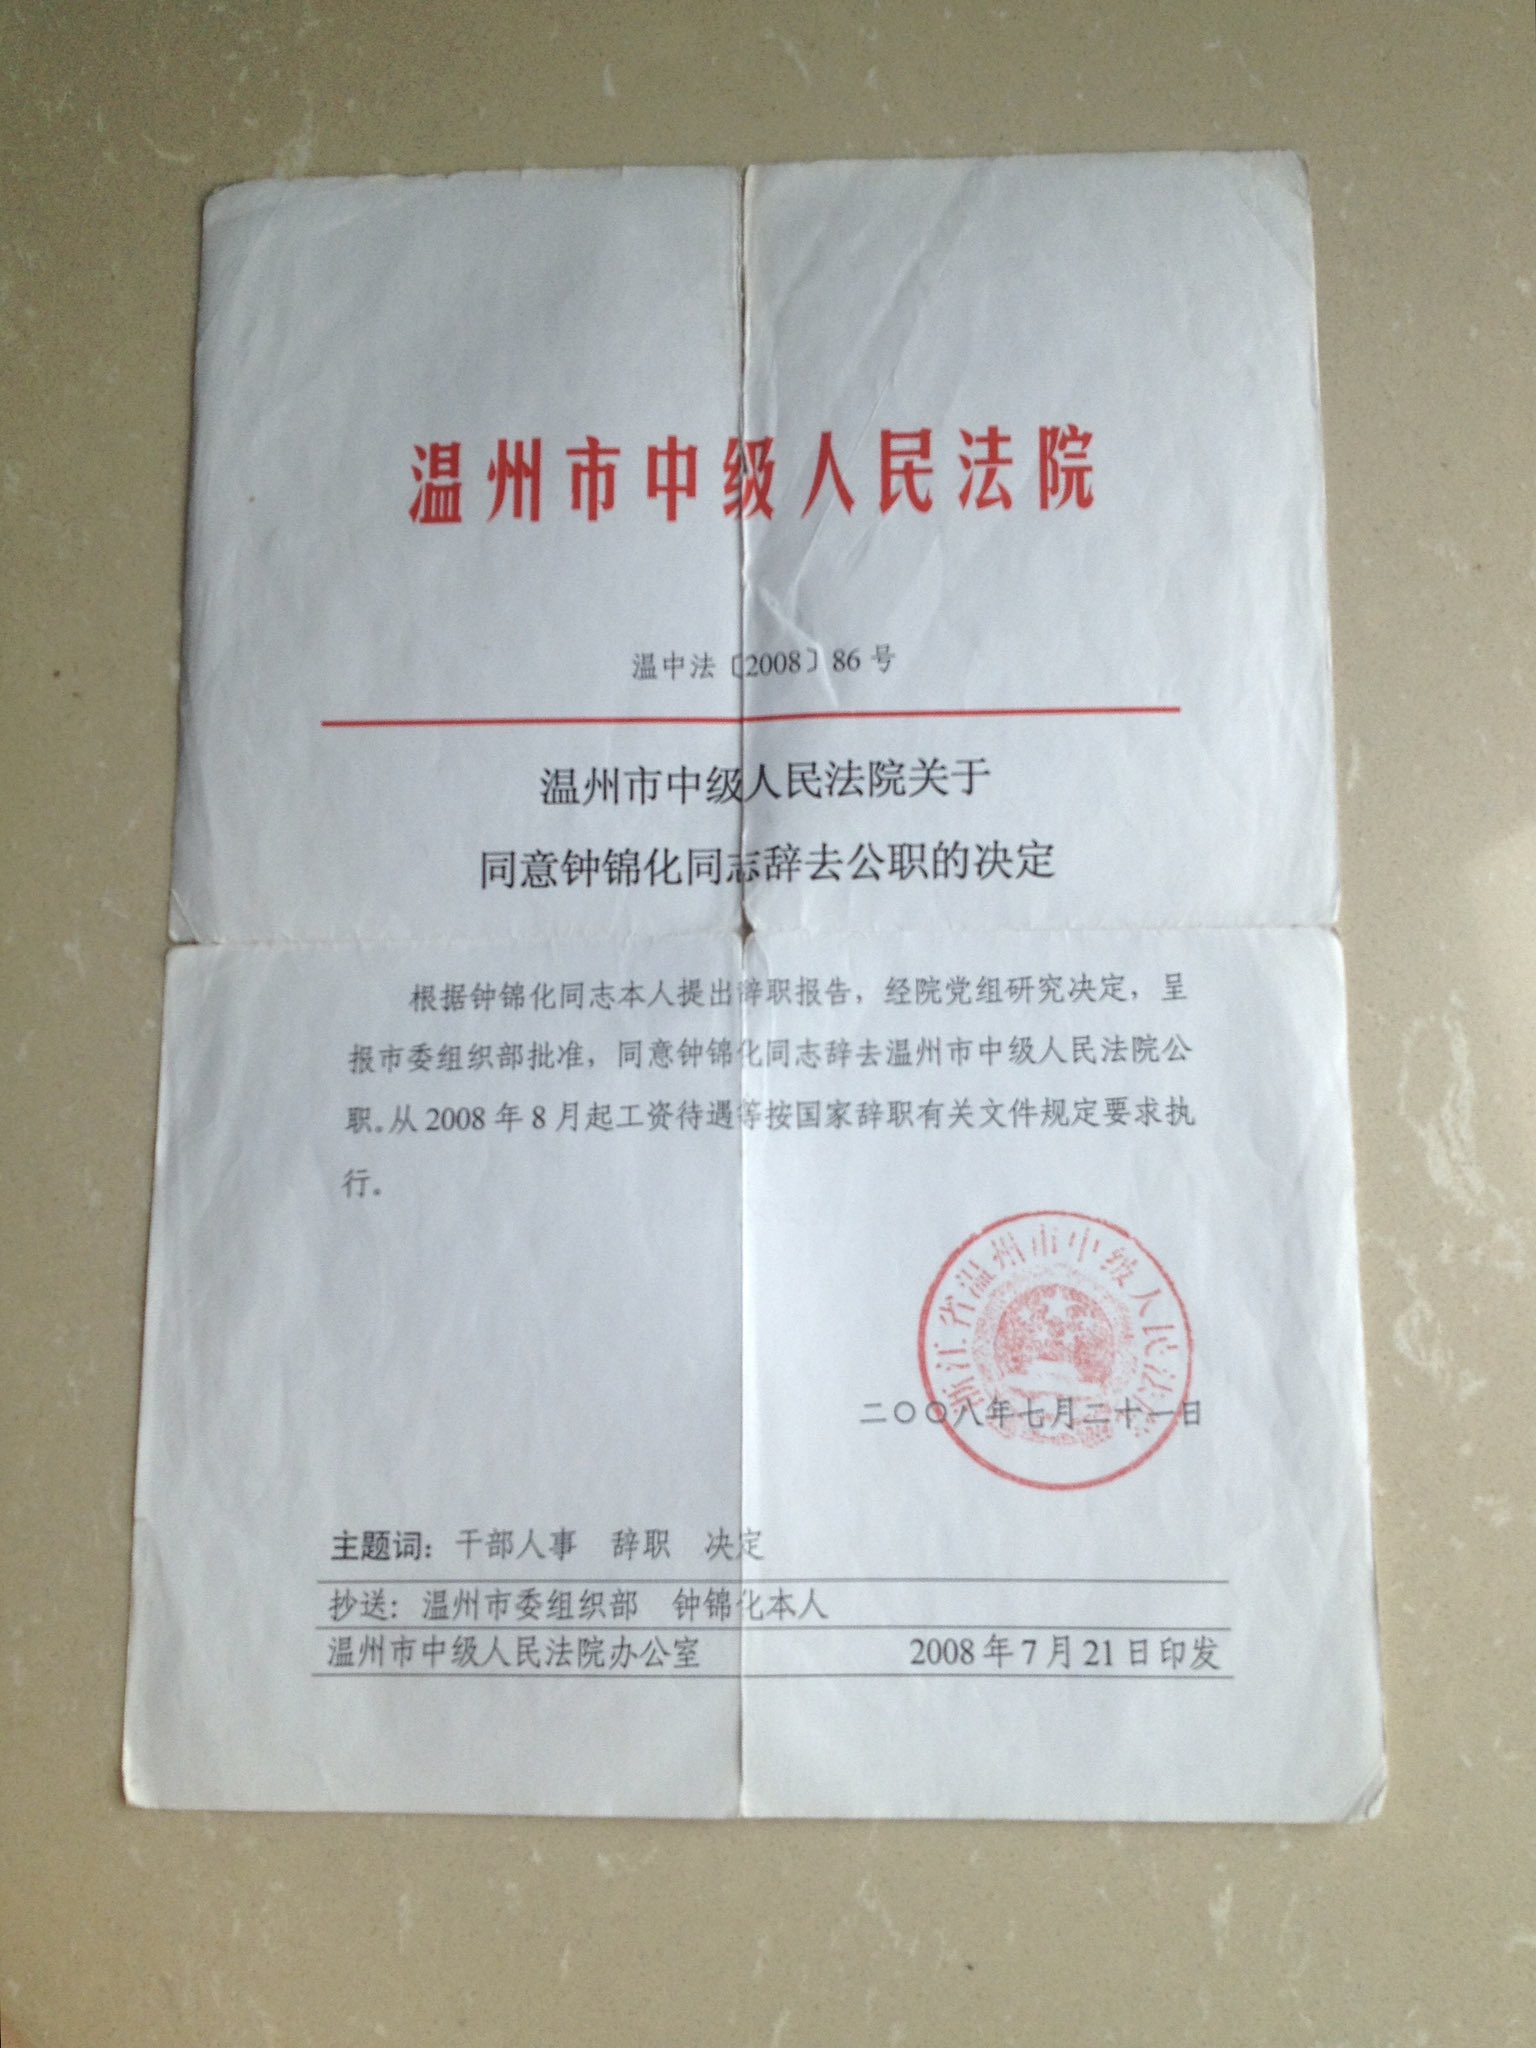 温州市中级人民法院
温中法〔2008〕86号
温州市中级人民法院关于
同意钟锦化同志辞去公职的决定
根据钟锦化同志本人提出辞职报告，经院党组研究决定，呈
报市委组织部批准，同意钟锦化同志辞去温州市中级人民法院公
职。从2008年8月起工资待遇等按国家辞职有关文件规定要求执
行。
浙江省温州市中级人民法院
二〇〇八年七月二十一日
主题词：干部人事 辞职 决定
抄送：温州市委组织部 钟锦化本人
温州市中级人民法院办公室 2008年7月21日印发